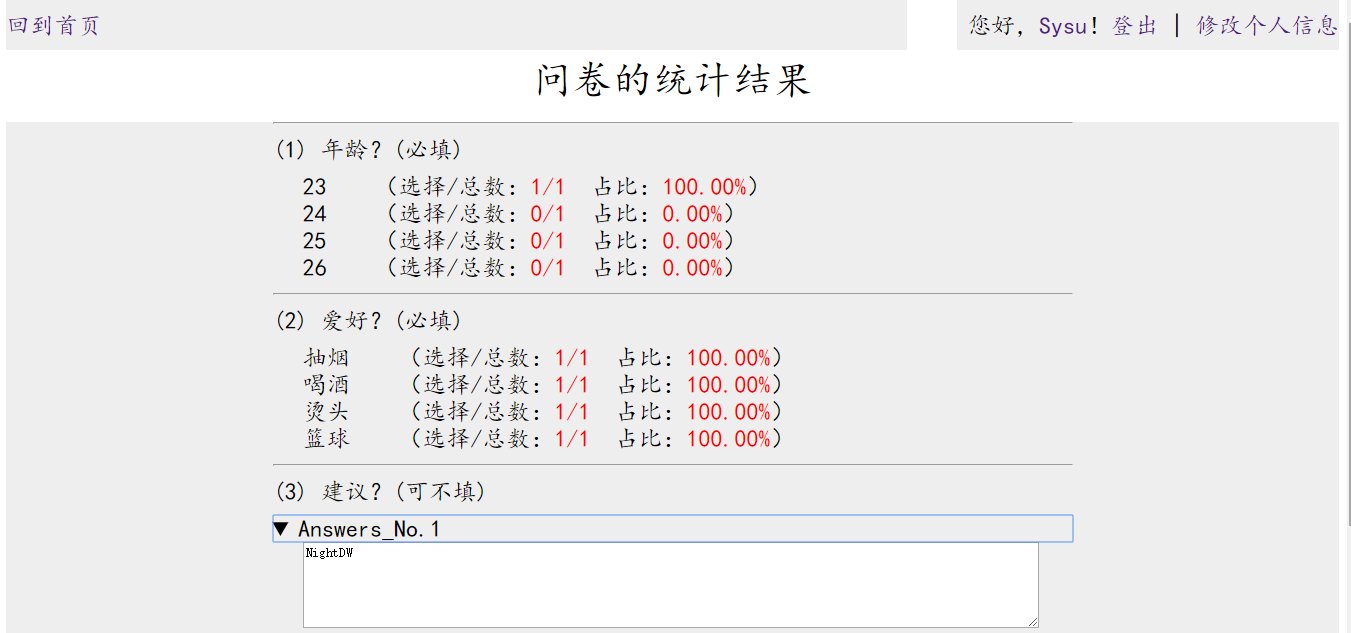 回到首页
您好，Sysu！登出 | 修改个人信息
问卷的统计结果
(1) 年龄？(必填)
23 （选择/总数：1/1 占比：100.00%）
24 （选择/总数：0/1 占比：0.00%）
25 （选择/总数：0/1 占比：0.00%）
26 （选择/总数：0/1 占比：0.00%）
(2) 爱好？(必填)
抽烟 （选择/总数：1/1 占比：100.00%）
喝酒 （选择/总数：1/1 占比：100.00%）
烫头 （选择/总数：1/1 占比：100.00%）
篮球 （选择/总数：1/1 占比：100.00%）
(3) 建议？(可不填)
▼ Answers_No.1
NightDW